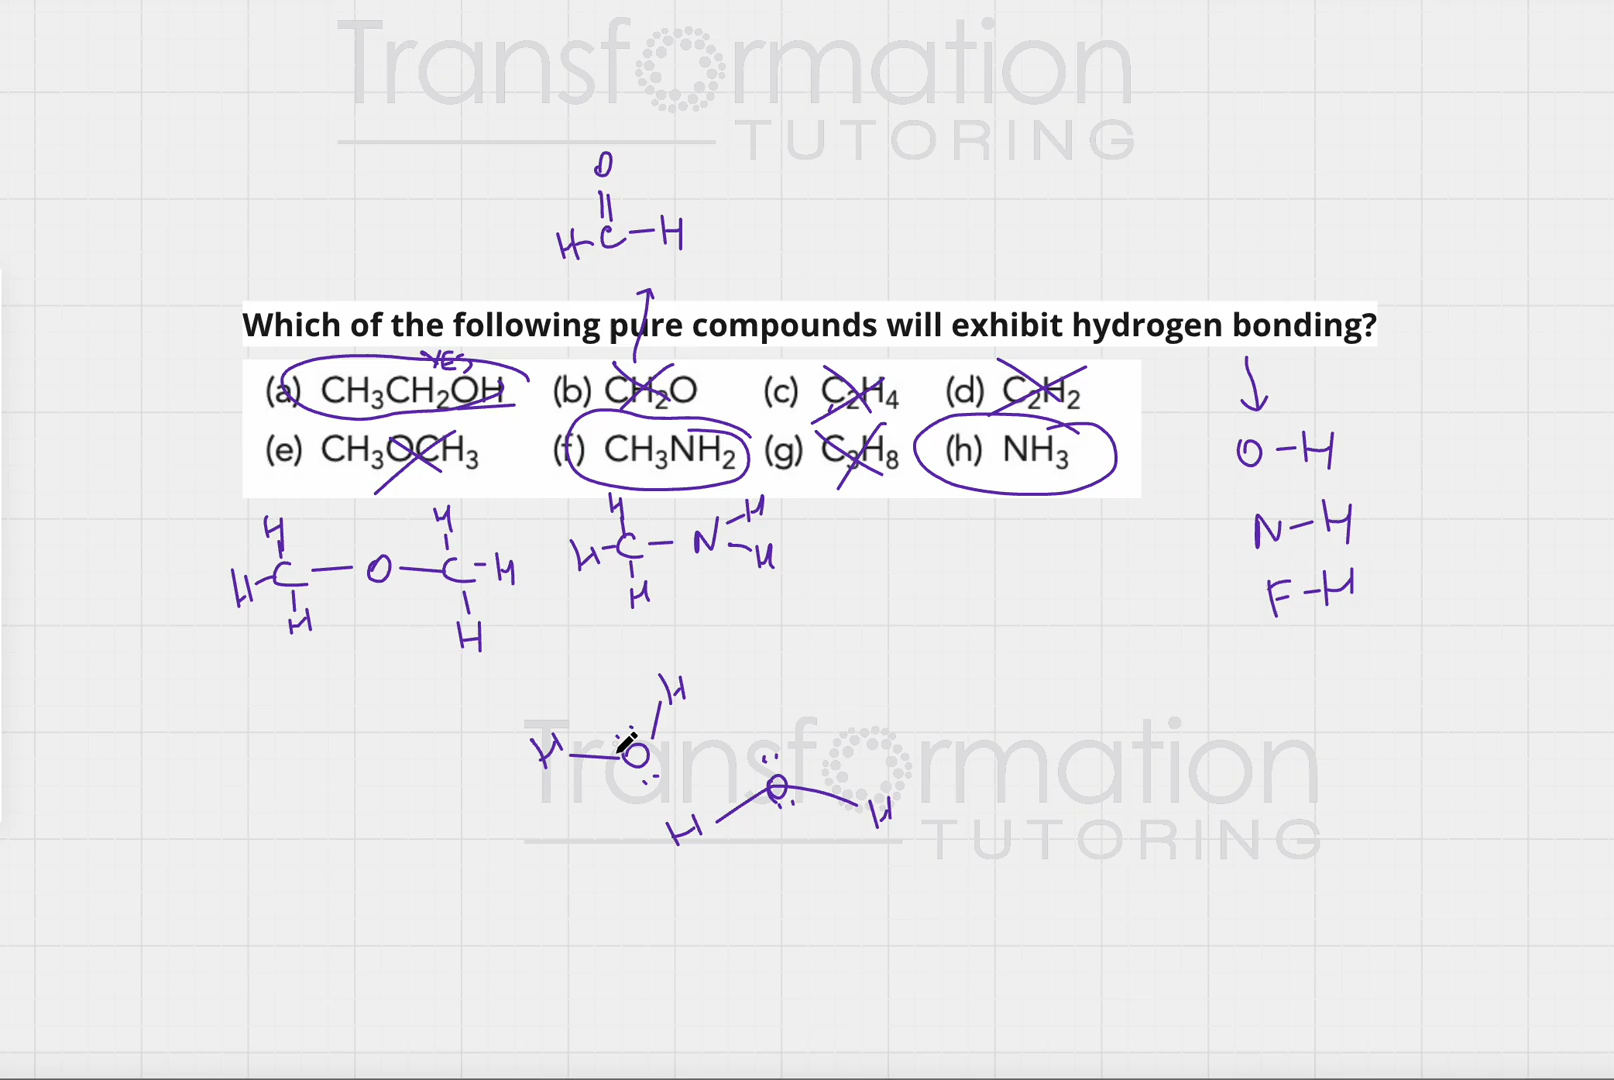 Transformation
TUTORING
O
H C - H
Which of the following pure compounds will exhibit hydrogen bonding?
YES
(a) CH3CH2OH (b) CH2O (c) C2H4 (d) C2H2
(e) CH3OCH3 (f) CH3NH2 (g) C3H8 (h) NH3
O - H
N - H
F - H
H H H H
H - C - O - C - H H - C - N - H
H H H
H
H - O
H O H
Transformation
TUTORING